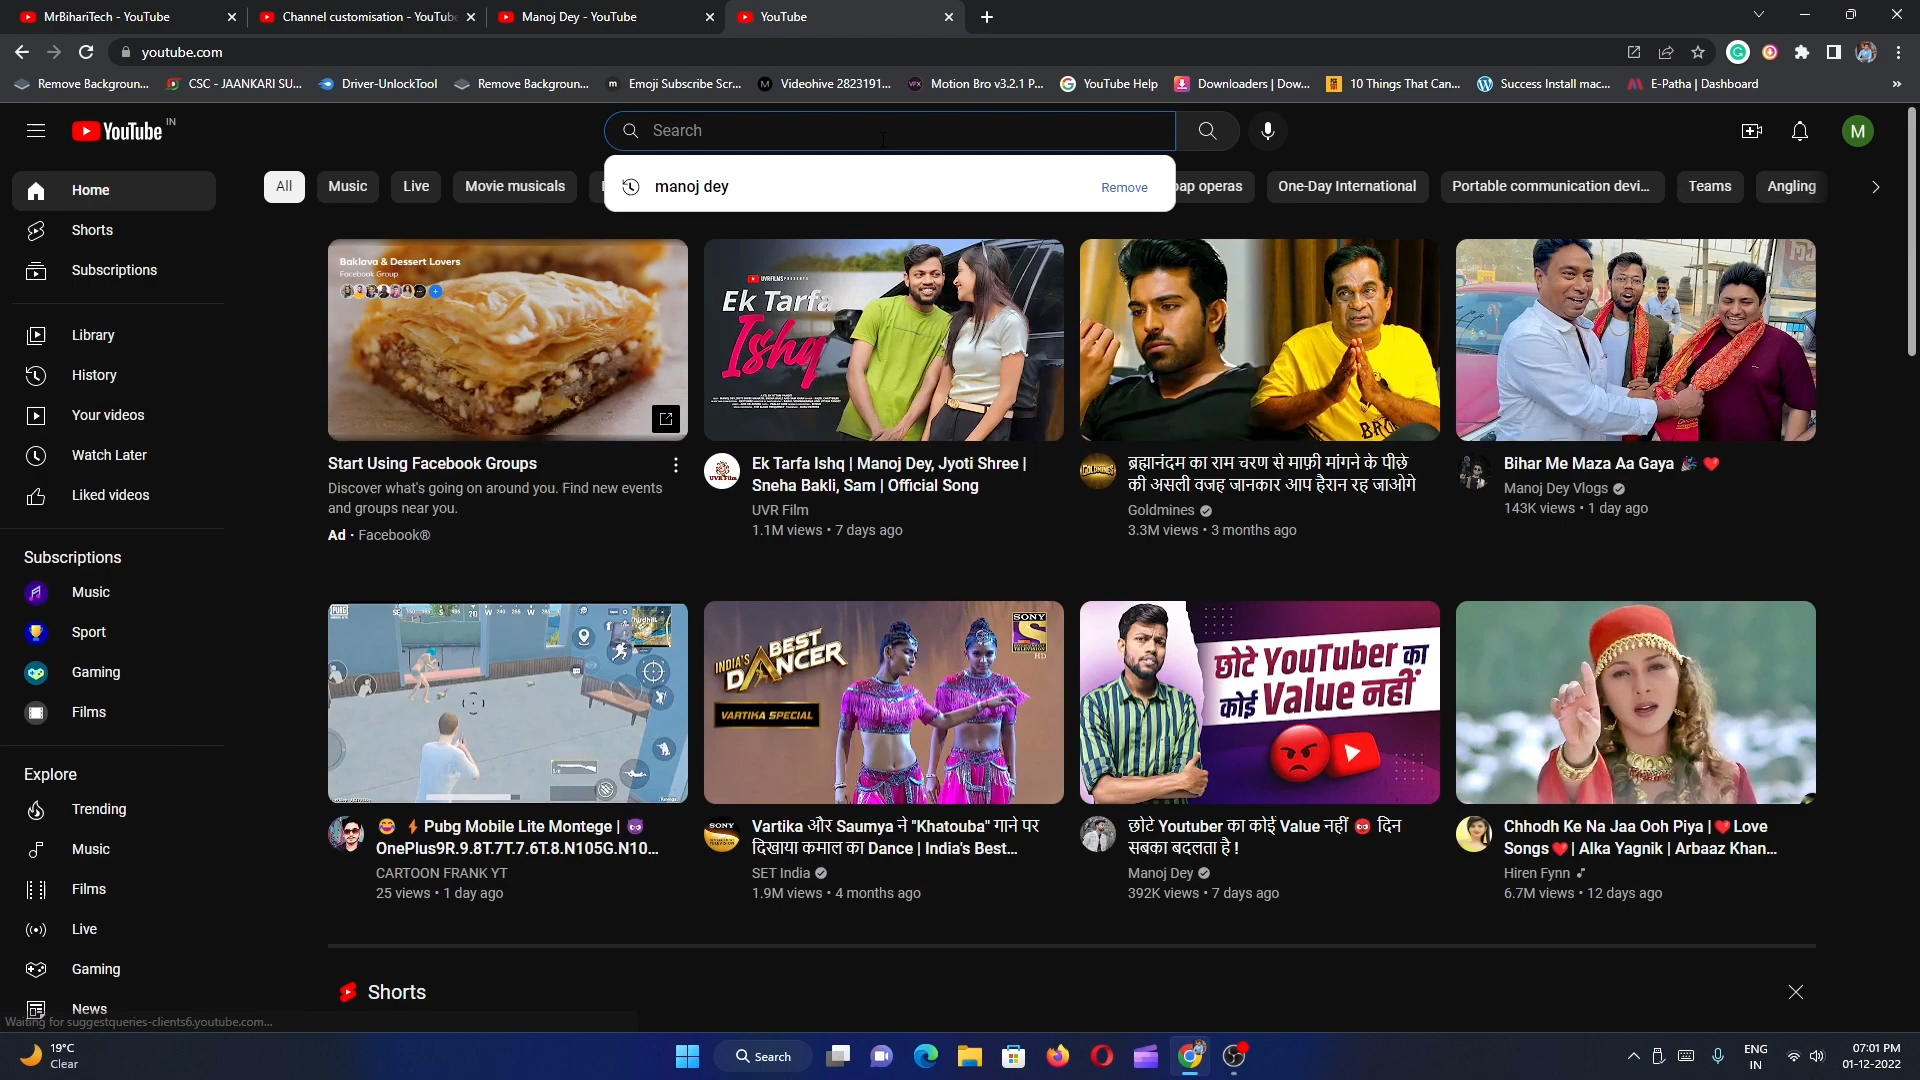 MrBihariTech - YouTube
Channel customisation - YouTube
Manoj Dey - YouTube
YouTube
youtube.com
Remove Backgroun...
CSC - JAANKARI SU...
Driver-UnlockTool
Remove Backgroun...
Emoji Subscribe Scr...
Videohive 2823191...
Motion Bro v3.2.1 P...
YouTube Help
Downloaders | Dow...
10 Things That Can...
Success Install mac...
E-Patha | Dashboard
YouTube IN
Search
M
manoj dey
Remove
All
Music
Live
Movie musicals
ap operas
One-Day International
Portable communication devi...
Teams
Angling
Home
Shorts
Subscriptions
Library
History
Your videos
Watch Later
Liked videos
Subscriptions
Music
Sport
Gaming
Films
Explore
Trending
Music
Films
Live
Gaming
News
Baklava & Dessert Lovers
Facebook Group
Start Using Facebook Groups
Discover what's going on around you. Find new events
and groups near you.
Ad · Facebook®
UVRFILMS PRESENTS
Ek Tarfa
Ishq
Ek Tarfa Ishq | Manoj Dey, Jyoti Shree |
Sneha Bakli, Sam | Official Song
UVR Film
1.1M views • 7 days ago
GOLDMINES
ब्रह्मानंदम का राम चरण से माफ़ी मांगने के पीछे
की असली वजह जानकार आप हैरान रह जाओगे
Goldmines
3.3M views • 3 months ago
Bihar Me Maza Aa Gaya 🎉 ❤️
Manoj Dey Vlogs
143K views • 1 day ago
PUBG
😁 ⚡ Pubg Mobile Lite Montege | 😈
OnePlus9R.9.8T.7T.7.6T.8.N105G.N10...
CARTOON FRANK YT
25 views • 1 day ago
INDIA'S BEST
DANCER
VARTIKA SPECIAL
SONY
HD
SONY
Vartika और Saumya ने "Khatouba" गाने पर
दिखाया कमाल का Dance | India's Best...
SET India
1.9M views • 4 months ago
छोटे YouTuber का
कोई Value नहीं
छोटे Youtuber का कोई Value नहीं 😡 दिन
सबका बदलता है !
Manoj Dey
392K views • 7 days ago
Chhodh Ke Na Jaa Ooh Piya |❤️Love
Songs❤️| Alka Yagnik | Arbaaz Khan...
Hiren Fynn
6.7M views • 12 days ago
Shorts
Waiting for suggestqueries-clients6.youtube.com...
19°C
Clear
Search
ENG
IN
07:01 PM
01-12-2022